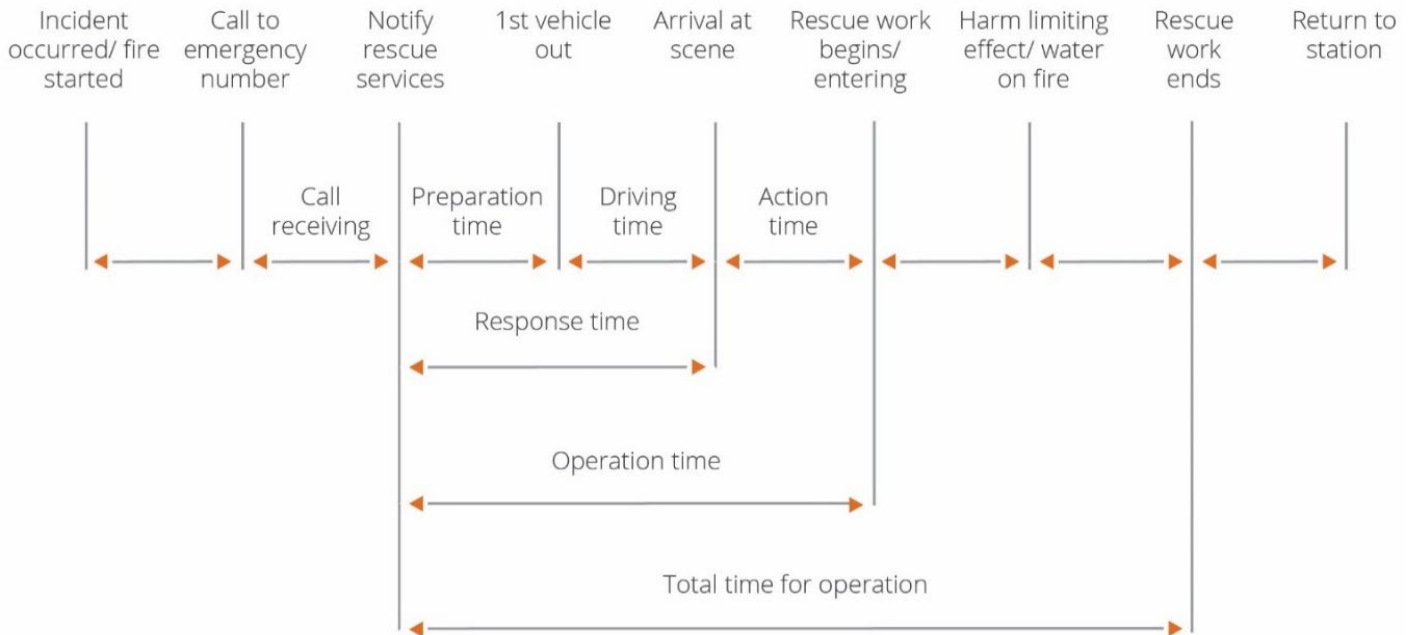 Incident
occurred/ fire
started
Call to
emergency
number
Notify
rescue
services
1st vehicle
out
Arrival at
scene
Rescue work
begins/
entering
Harm limiting
effect/ water
on fire
Rescue
work
ends
Return to
station
Call
receiving
Preparation
time
Driving
time
Action
time
Response time
Operation time
Total time for operation